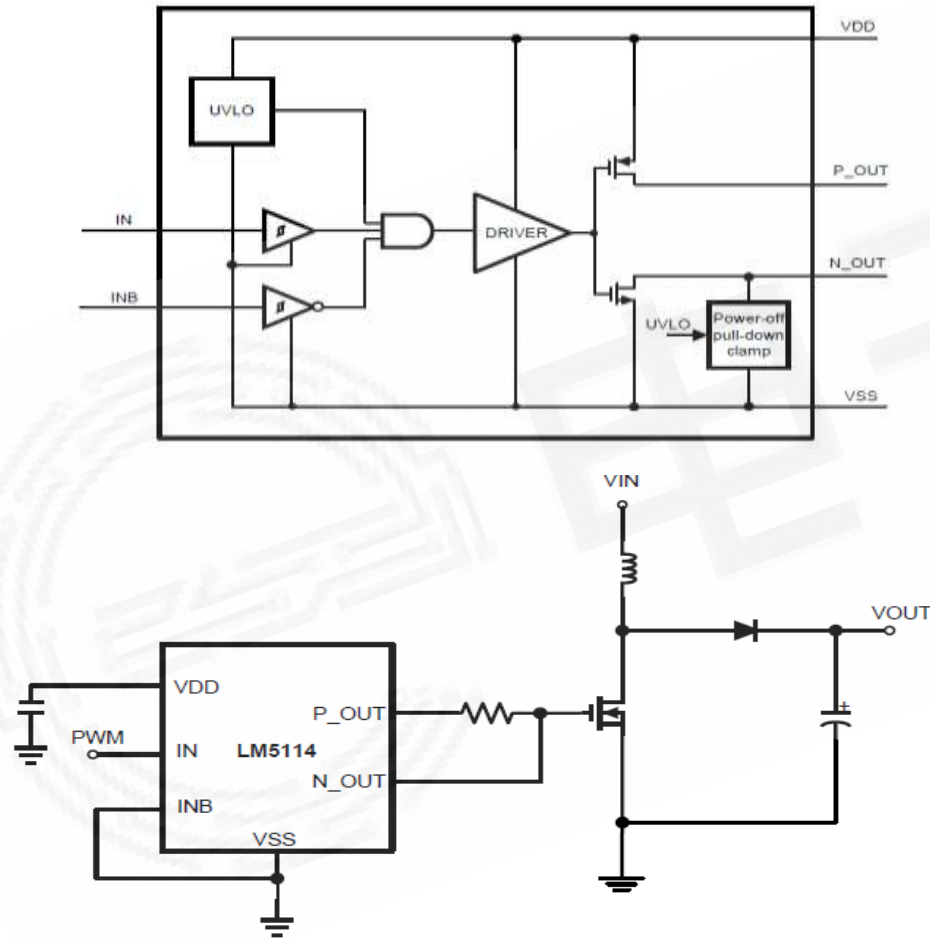 VDD
UVLO
P_OUT
IN
DRIVER
N_OUT
INB
UVLO
Power-off
pull-down
clamp
VSS
VIN
VOUT
VDD
P_OUT
PWM
IN
LM5114
N_OUT
INB
VSS
+